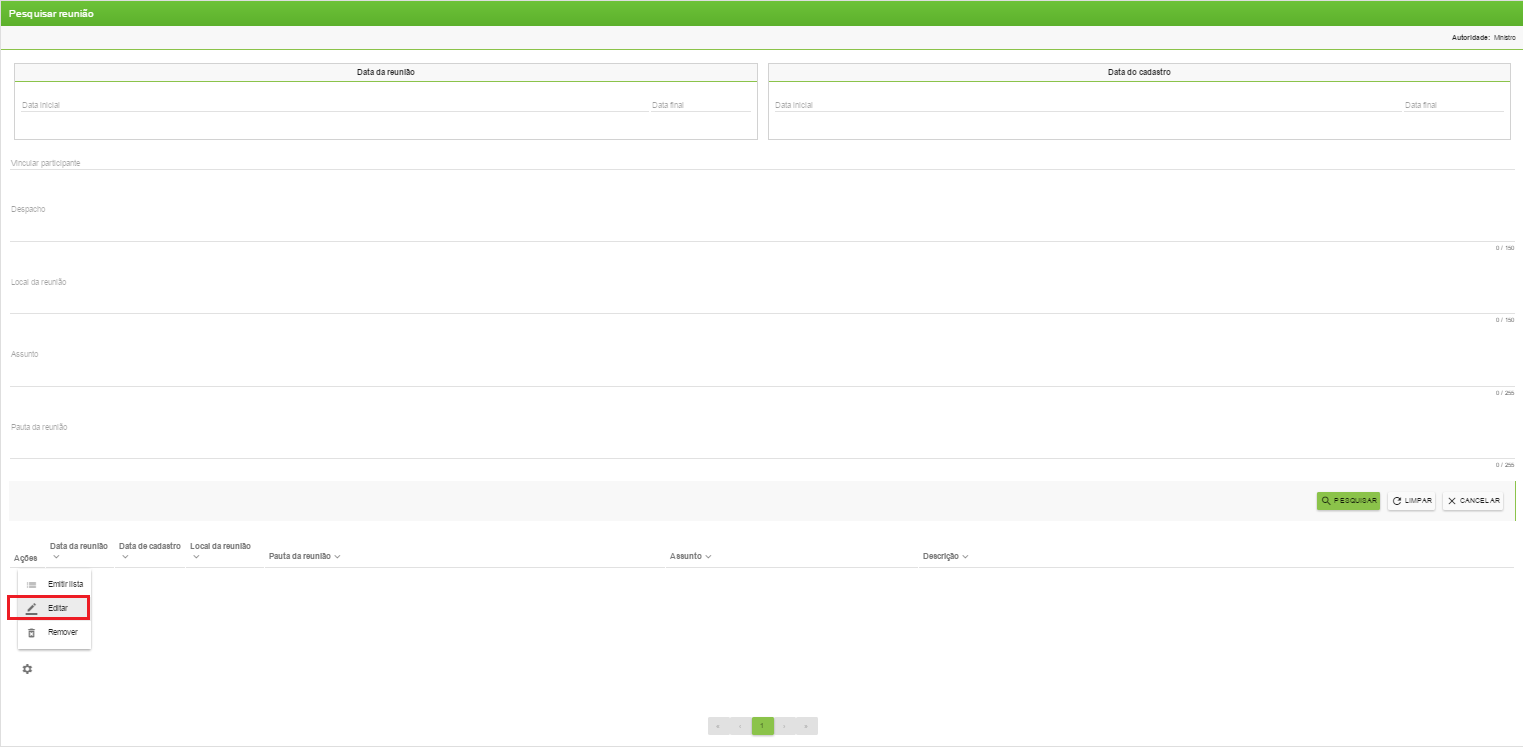 Pesquisar reunião
Autoridade: Ministro
Data da reunião
Data do cadastro
Data inicial
Data final
Data inicial
Data final
Vincular participante
Despacho
0 / 150
Local da reunião
0 / 150
Assunto
0 / 255
Pauta da reunião
0 / 255
PESQUISAR
LIMPAR
CANCELAR
Ações
Data da reunião
Data de cadastro
Local da reunião
Pauta da reunião
Assunto
Descrição
Emitir lista
Editar
Remover
« ‹ 1 › »